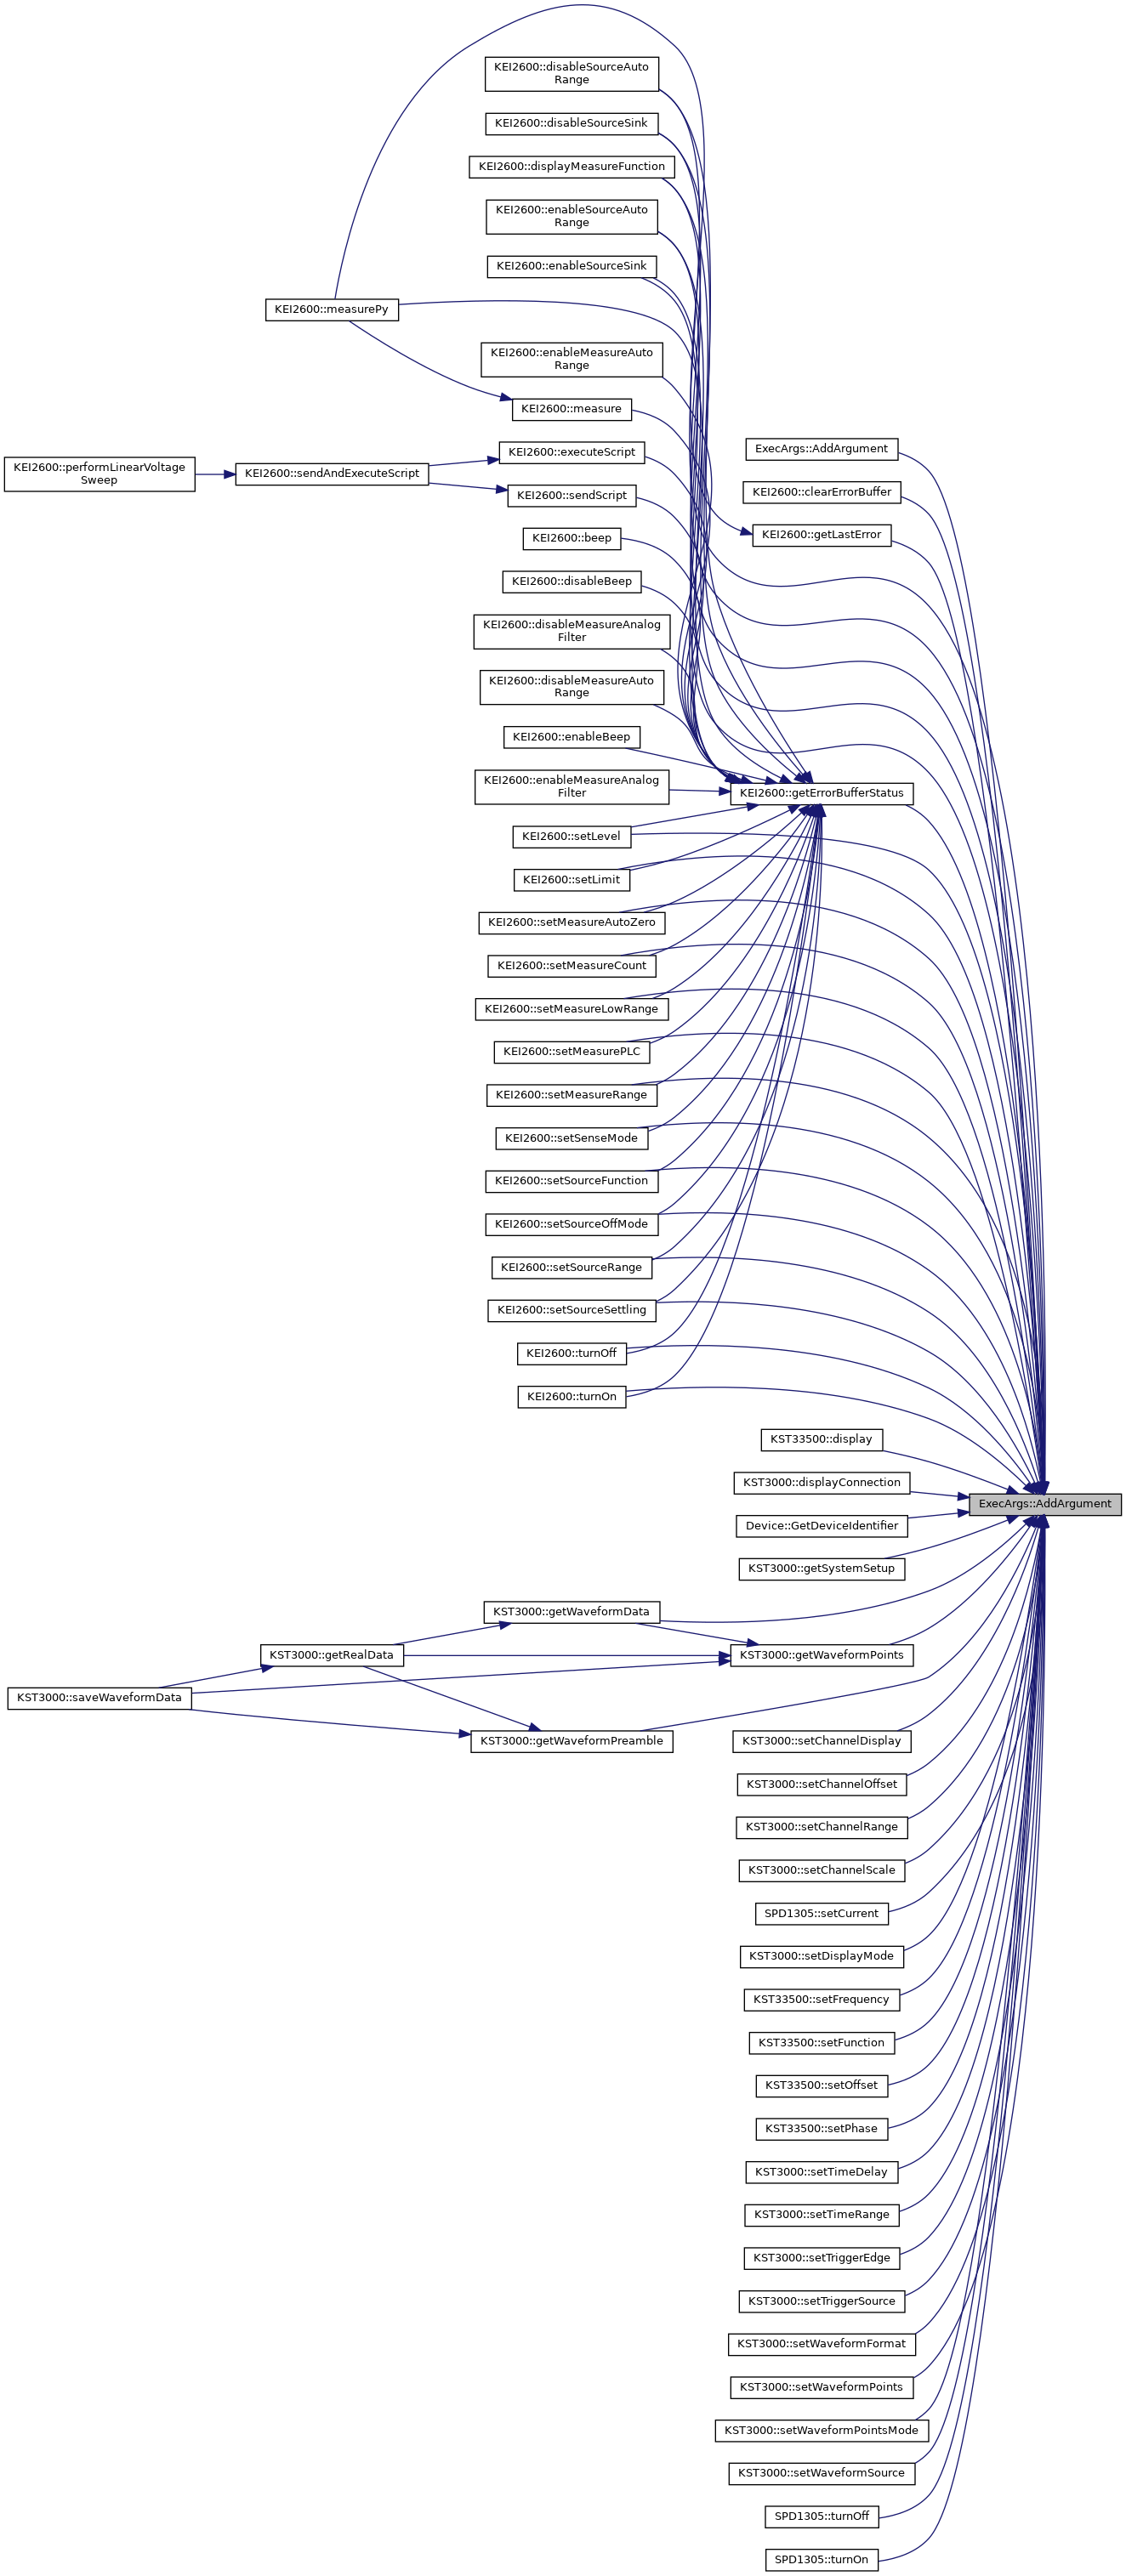 KEI2600::disableSourceAuto
Range
KEI2600::disableSourceSink
KEI2600::displayMeasureFunction
KEI2600::enableSourceAuto
Range
KEI2600::enableSourceSink
KEI2600::measurePy
KEI2600::enableMeasureAuto
Range
KEI2600::measure
ExecArgs::AddArgument
KEI2600::executeScript
KEI2600::performLinearVoltage
Sweep
KEI2600::sendAndExecuteScript
KEI2600::clearErrorBuffer
KEI2600::sendScript
KEI2600::getLastError
KEI2600::beep
KEI2600::disableBeep
KEI2600::disableMeasureAnalog
Filter
KEI2600::disableMeasureAuto
Range
KEI2600::enableBeep
KEI2600::enableMeasureAnalog
Filter
KEI2600::getErrorBufferStatus
KEI2600::setLevel
KEI2600::setLimit
KEI2600::setMeasureAutoZero
KEI2600::setMeasureCount
KEI2600::setMeasureLowRange
KEI2600::setMeasurePLC
KEI2600::setMeasureRange
KEI2600::setSenseMode
KEI2600::setSourceFunction
KEI2600::setSourceOffMode
KEI2600::setSourceRange
KEI2600::setSourceSettling
KEI2600::turnOff
KEI2600::turnOn
KST33500::display
KST3000::displayConnection
ExecArgs::AddArgument
Device::GetDeviceIdentifier
KST3000::getSystemSetup
KST3000::getWaveformData
KST3000::getRealData
KST3000::getWaveformPoints
KST3000::saveWaveformData
KST3000::getWaveformPreamble
KST3000::setChannelDisplay
KST3000::setChannelOffset
KST3000::setChannelRange
KST3000::setChannelScale
SPD1305::setCurrent
KST3000::setDisplayMode
KST33500::setFrequency
KST33500::setFunction
KST33500::setOffset
KST33500::setPhase
KST3000::setTimeDelay
KST3000::setTimeRange
KST3000::setTriggerEdge
KST3000::setTriggerSource
KST3000::setWaveformFormat
KST3000::setWaveformPoints
KST3000::setWaveformPointsMode
KST3000::setWaveformSource
SPD1305::turnOff
SPD1305::turnOn